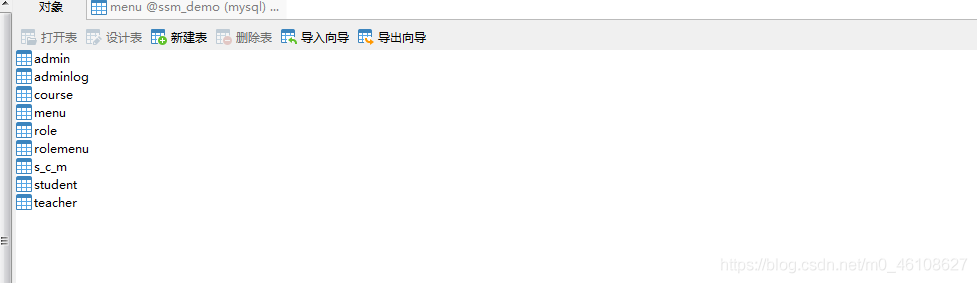 对象 menu @ssm_demo (mysql) ...
打开表 设计表 新建表 删除表 导入向导 导出向导
admin
adminlog
course
menu
role
rolemenu
s_c_m
student
teacher
https://blog.csdn.net/m0_46108627